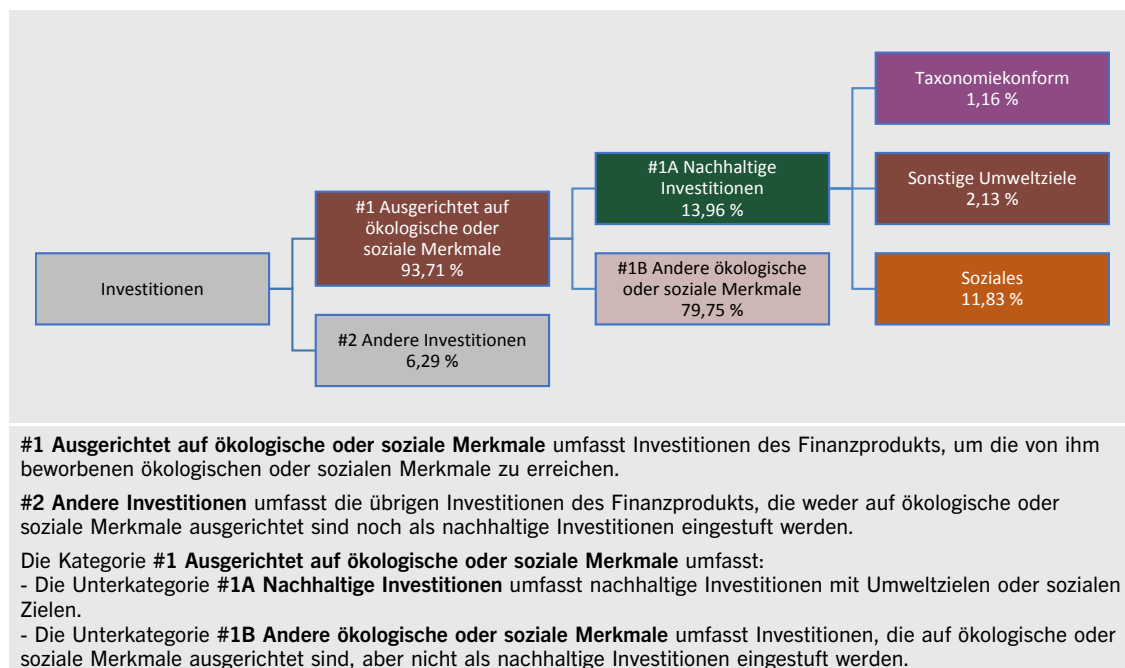 Taxonomiekonform
1,16 %
#1A Nachhaltige
Investitionen
13,96 %
Sonstige Umweltziele
2,13 %
#1 Ausgerichtet auf
ökologische oder
soziale Merkmale
93,71 %
Investitionen
#1B Andere ökologische
oder soziale Merkmale
79,75 %
Soziales
11,83 %
#2 Andere Investitionen
6,29 %
#1 Ausgerichtet auf ökologische oder soziale Merkmale umfasst Investitionen des Finanzprodukts, um die von ihm
beworbenen ökologischen oder sozialen Merkmale zu erreichen.
#2 Andere Investitionen umfasst die übrigen Investitionen des Finanzprodukts, die weder auf ökologische oder
soziale Merkmale ausgerichtet sind noch als nachhaltige Investitionen eingestuft werden.
Die Kategorie #1 Ausgerichtet auf ökologische oder soziale Merkmale umfasst:
- Die Unterkategorie #1A Nachhaltige Investitionen umfasst nachhaltige Investitionen mit Umweltzielen oder sozialen
Zielen.
- Die Unterkategorie #1B Andere ökologische oder soziale Merkmale umfasst Investitionen, die auf ökologische oder
soziale Merkmale ausgerichtet sind, aber nicht als nachhaltige Investitionen eingestuft werden.